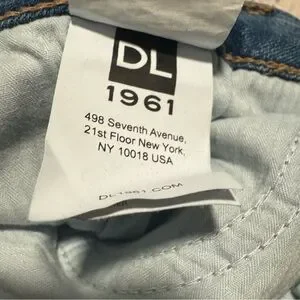 DL
1961
498 Seventh Avenue,
21st Floor New York,
NY 10018 USA
DL1961.COM